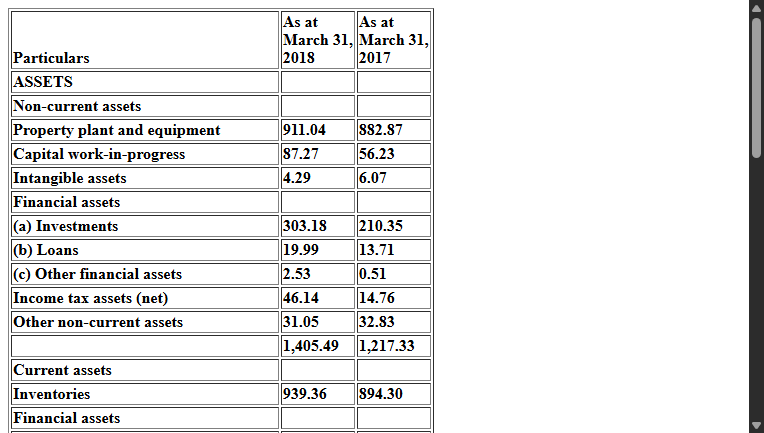 Particulars As at March 31, 2018 As at March 31, 2017
ASSETS
Non-current assets
Property plant and equipment 911.04 882.87
Capital work-in-progress 87.27 56.23
Intangible assets 4.29 6.07
Financial assets
(a) Investments 303.18 210.35
(b) Loans 19.99 13.71
(c) Other financial assets 2.53 0.51
Income tax assets (net) 46.14 14.76
Other non-current assets 31.05 32.83
1,405.49 1,217.33
Current assets
Inventories 939.36 894.30
Financial assets